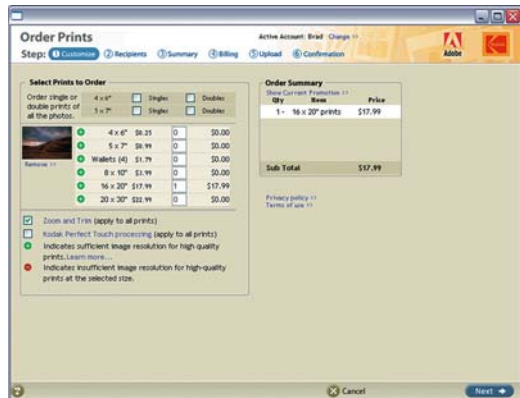 Order Prints
Active Account: Brad Change >>
Step: 1 Customize 2 Recipients 3 Summary 4 Billing 5 Upload 6 Confirmation
Adobe
Kodak
Select Prints to Order
Order single or double prints of all the photos.
4 x 6" Singles Doubles
5 x 7" Singles Doubles
4 x 6" $0.25 0 $0.00
5 x 7" $0.99 0 $0.00
Wallets (4) $1.79 0 $0.00
8 x 10" $3.99 0 $0.00
16 x 20" $17.99 1 $17.99
20 x 30" $22.99 0 $0.00
Remove >>
Zoom and Trim (apply to all prints)
Kodak Perfect Touch processing (apply to all prints)
Indicates sufficient image resolution for high quality
prints. Learn more...
Indicates insufficient image resolution for high-quality
prints at the selected size.
Order Summary
Show Current Promotion >>
Qty Item Price
1 - 16 x 20" prints $17.99
Sub Total $17.99
Privacy policy >>
Terms of use >>
? Cancel Next